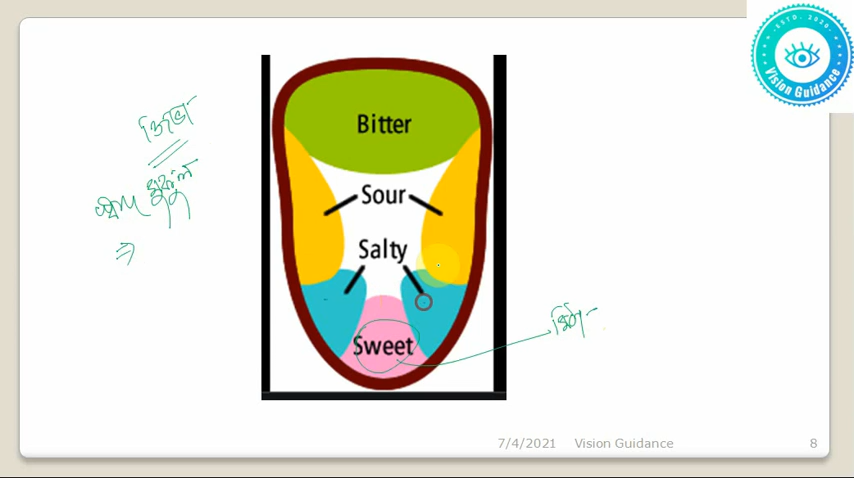 ESTD. 2020.
Vision Guidance
জিভা
Bitter
Sour
Salty
Sweet
7/4/2021 Vision Guidance 8